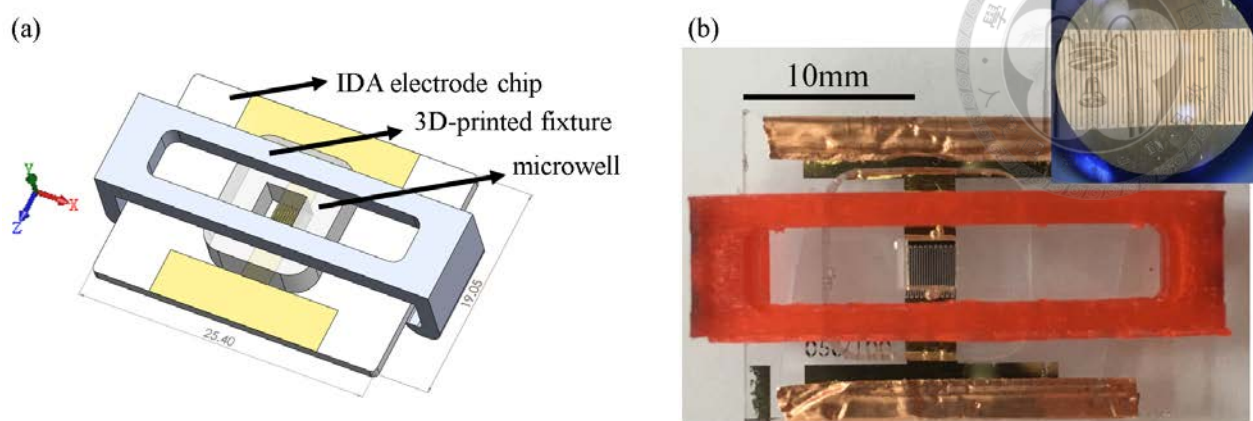 (a)
IDA electrode chip
3D-printed fixture
microwell
Y
X
Z
25.40
19.05
(b)
10mm